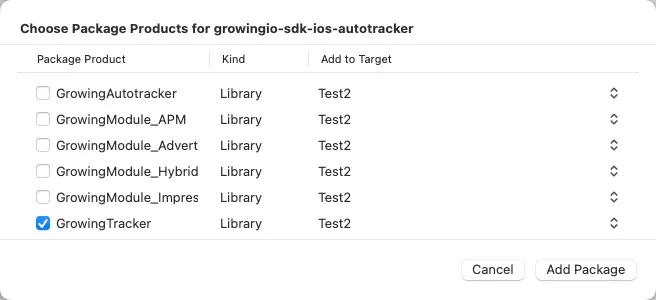 Choose Package Products for growingio-sdk-ios-autotracker
Package Product Kind Add to Target
GrowingAutotracker Library Test2
GrowingModule_APM Library Test2
GrowingModule_Advert Library Test2
GrowingModule_Hybrid Library Test2
GrowingModule_Impres Library Test2
GrowingTracker Library Test2
Cancel Add Package